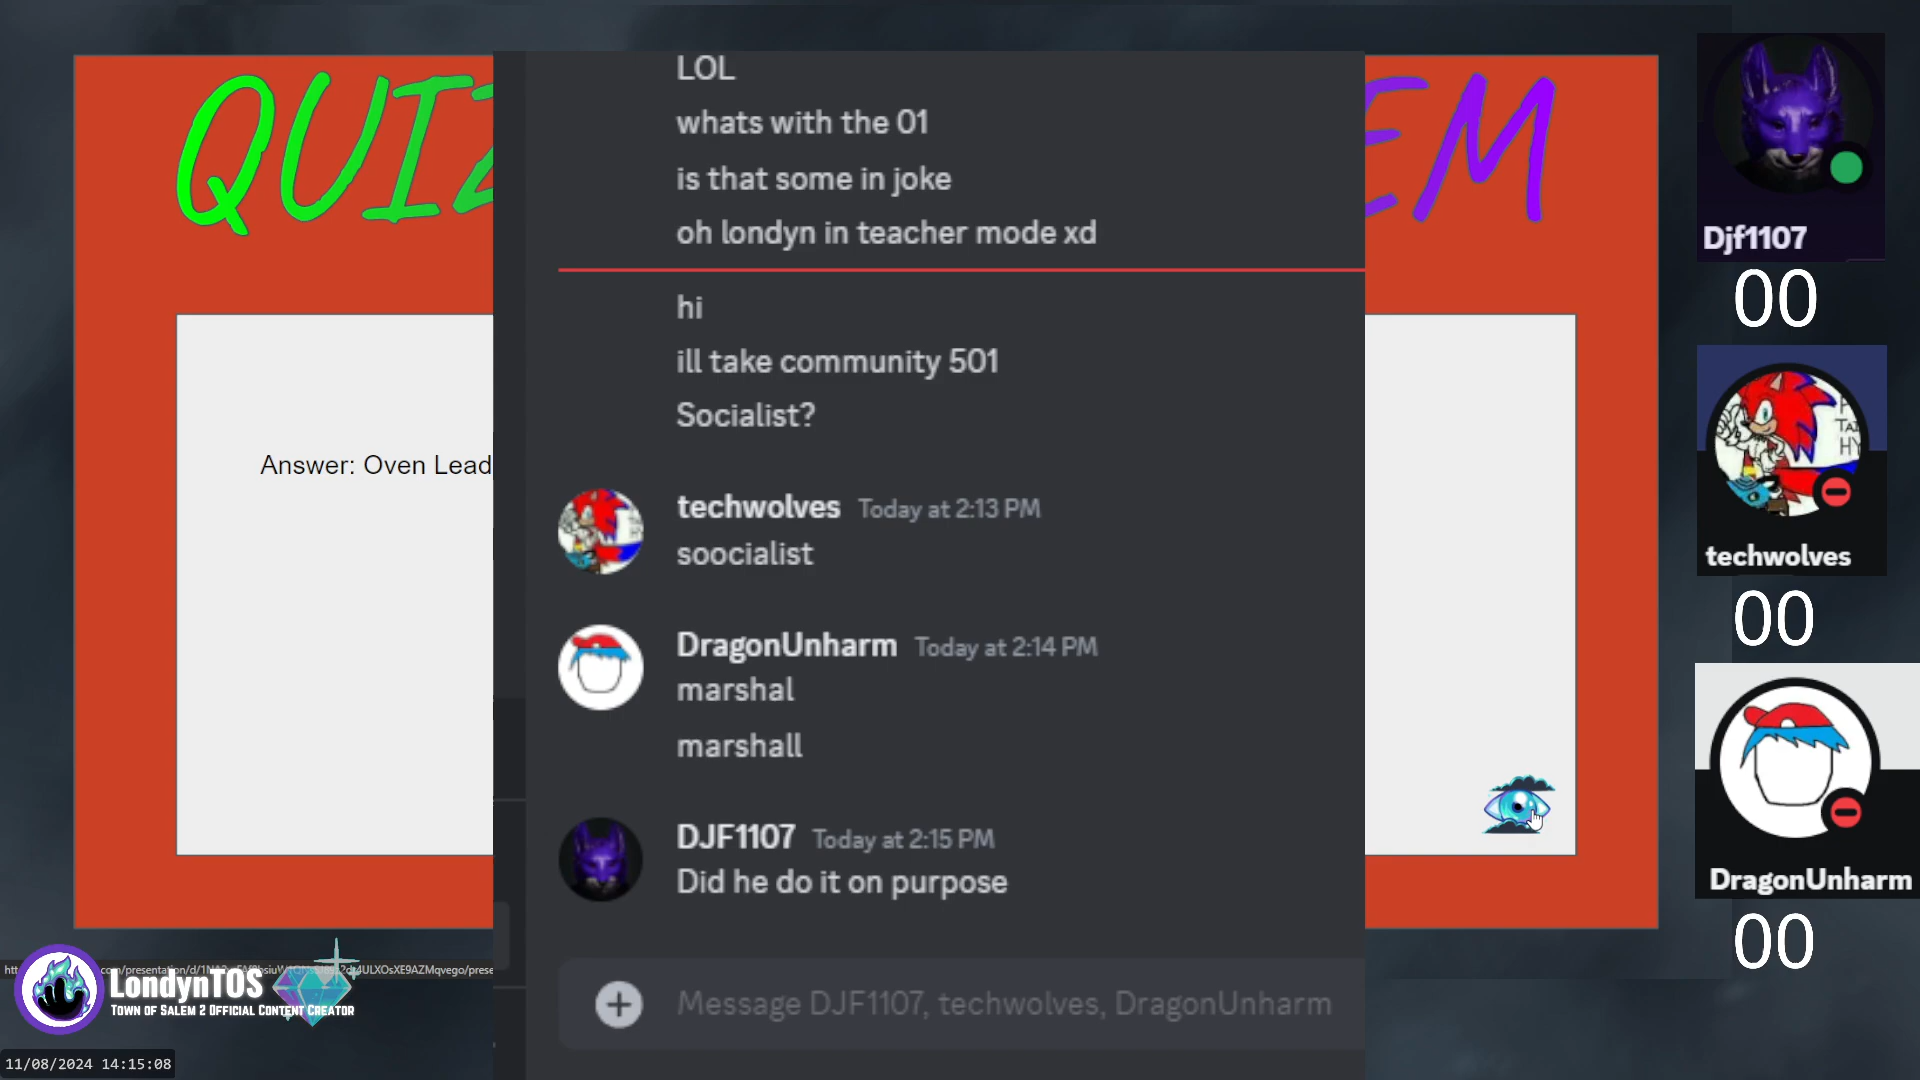 QUIZ
EM
LOL
whats with the 01
is that some in joke
oh londyn in teacher mode xd
hi
ill take community 501
Socialist?
Answer: Oven Lead
techwolves Today at 2:13 PM
soocialist
DragonUnharm Today at 2:14 PM
marshal
marshall
DJF1107 Today at 2:15 PM
Did he do it on purpose
Message DJF1107, techwolves, DragonUnharm
Djf1107
00
techwolves
00
DragonUnharm
00
LondynTOS
Town of Salem 2 Official Content Creator
11/08/2024 14:15:08